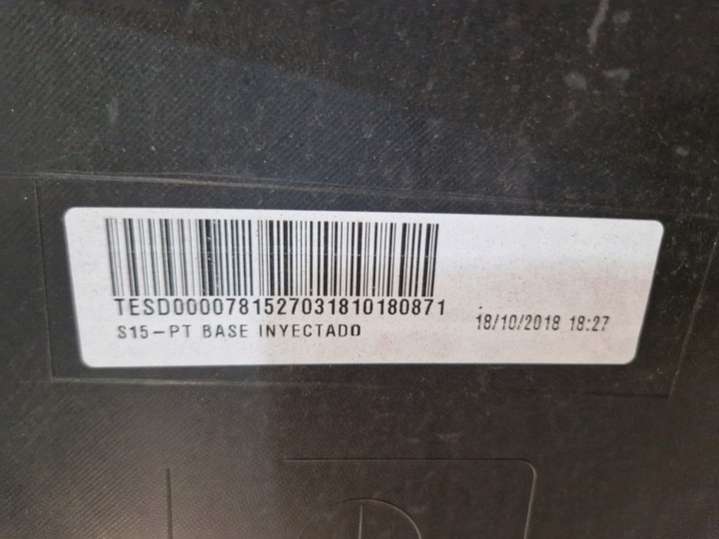 TESD0000781527031810180871
S15-PT BASE INYECTADO
18/10/2018 18:27